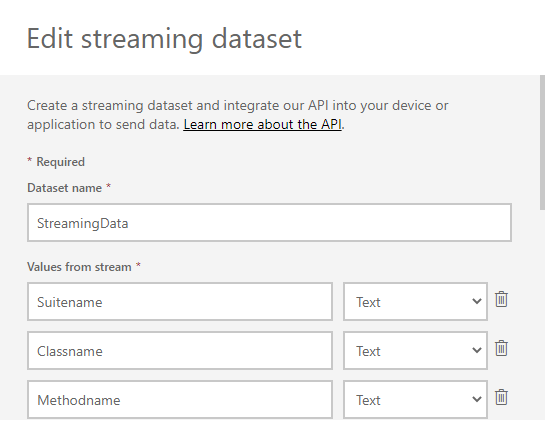 Edit streaming dataset
Create a streaming dataset and integrate our API into your device or
application to send data. Learn more about the API.
* Required
Dataset name *
StreamingData
Values from stream *
Suitename Text
Classname Text
Methodname Text